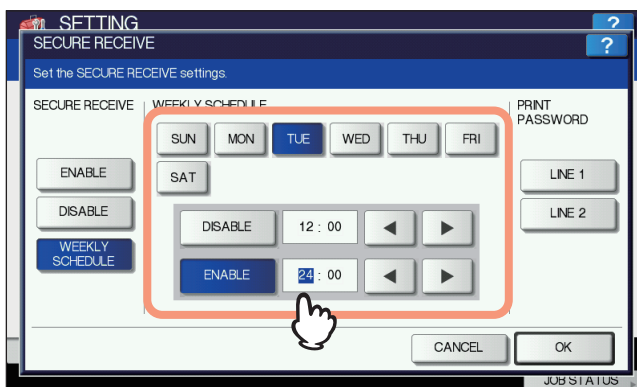 SETTING
?
SECURE RECEIVE
?
Set the SECURE RECEIVE settings.
SECURE RECEIVE
WEEKLY SCHEDULE
PRINT
PASSWORD
SUN MON TUE WED THU FRI
SAT
ENABLE
DISABLE
WEEKLY
SCHEDULE
DISABLE 12 : 00
ENABLE 24 : 00
LINE 1
LINE 2
CANCEL OK
JOB STATUS